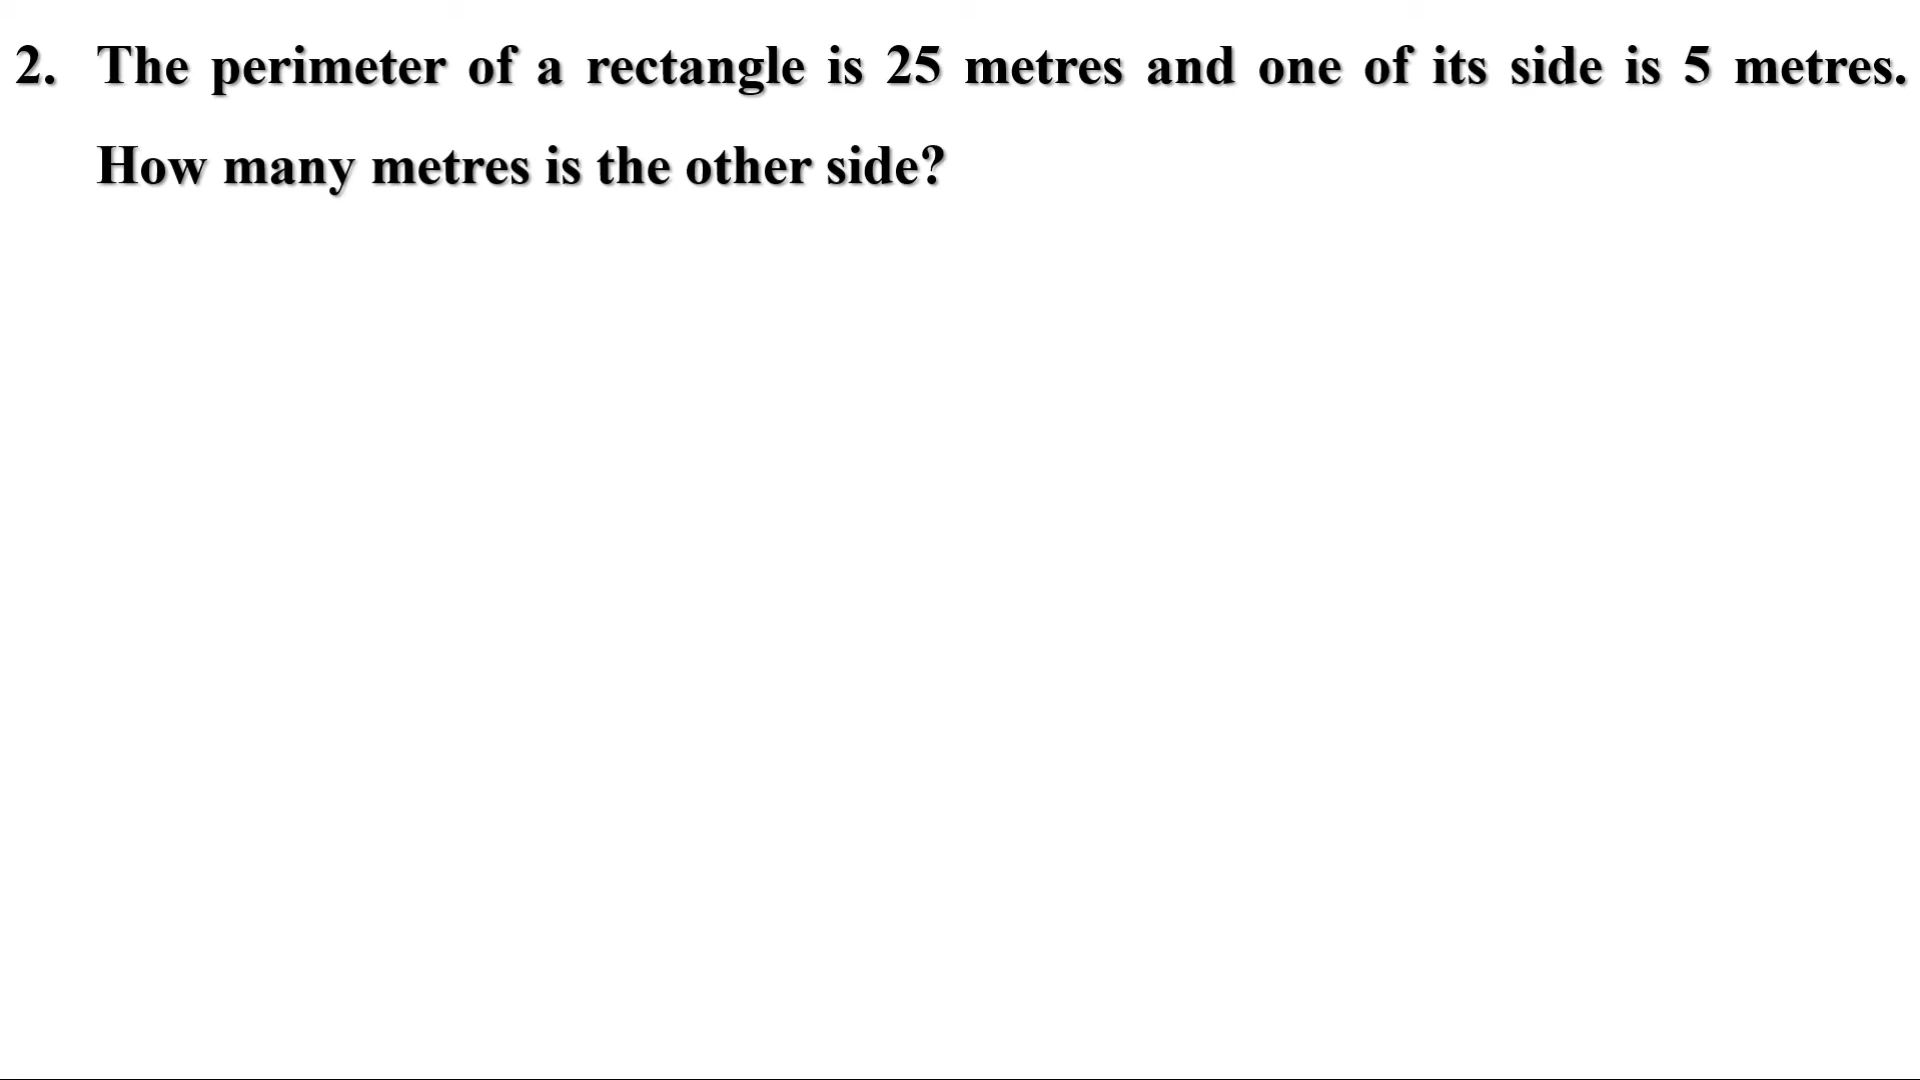 2. The perimeter of a rectangle is 25 metres and one of its side is 5 metres.
How many metres is the other side?